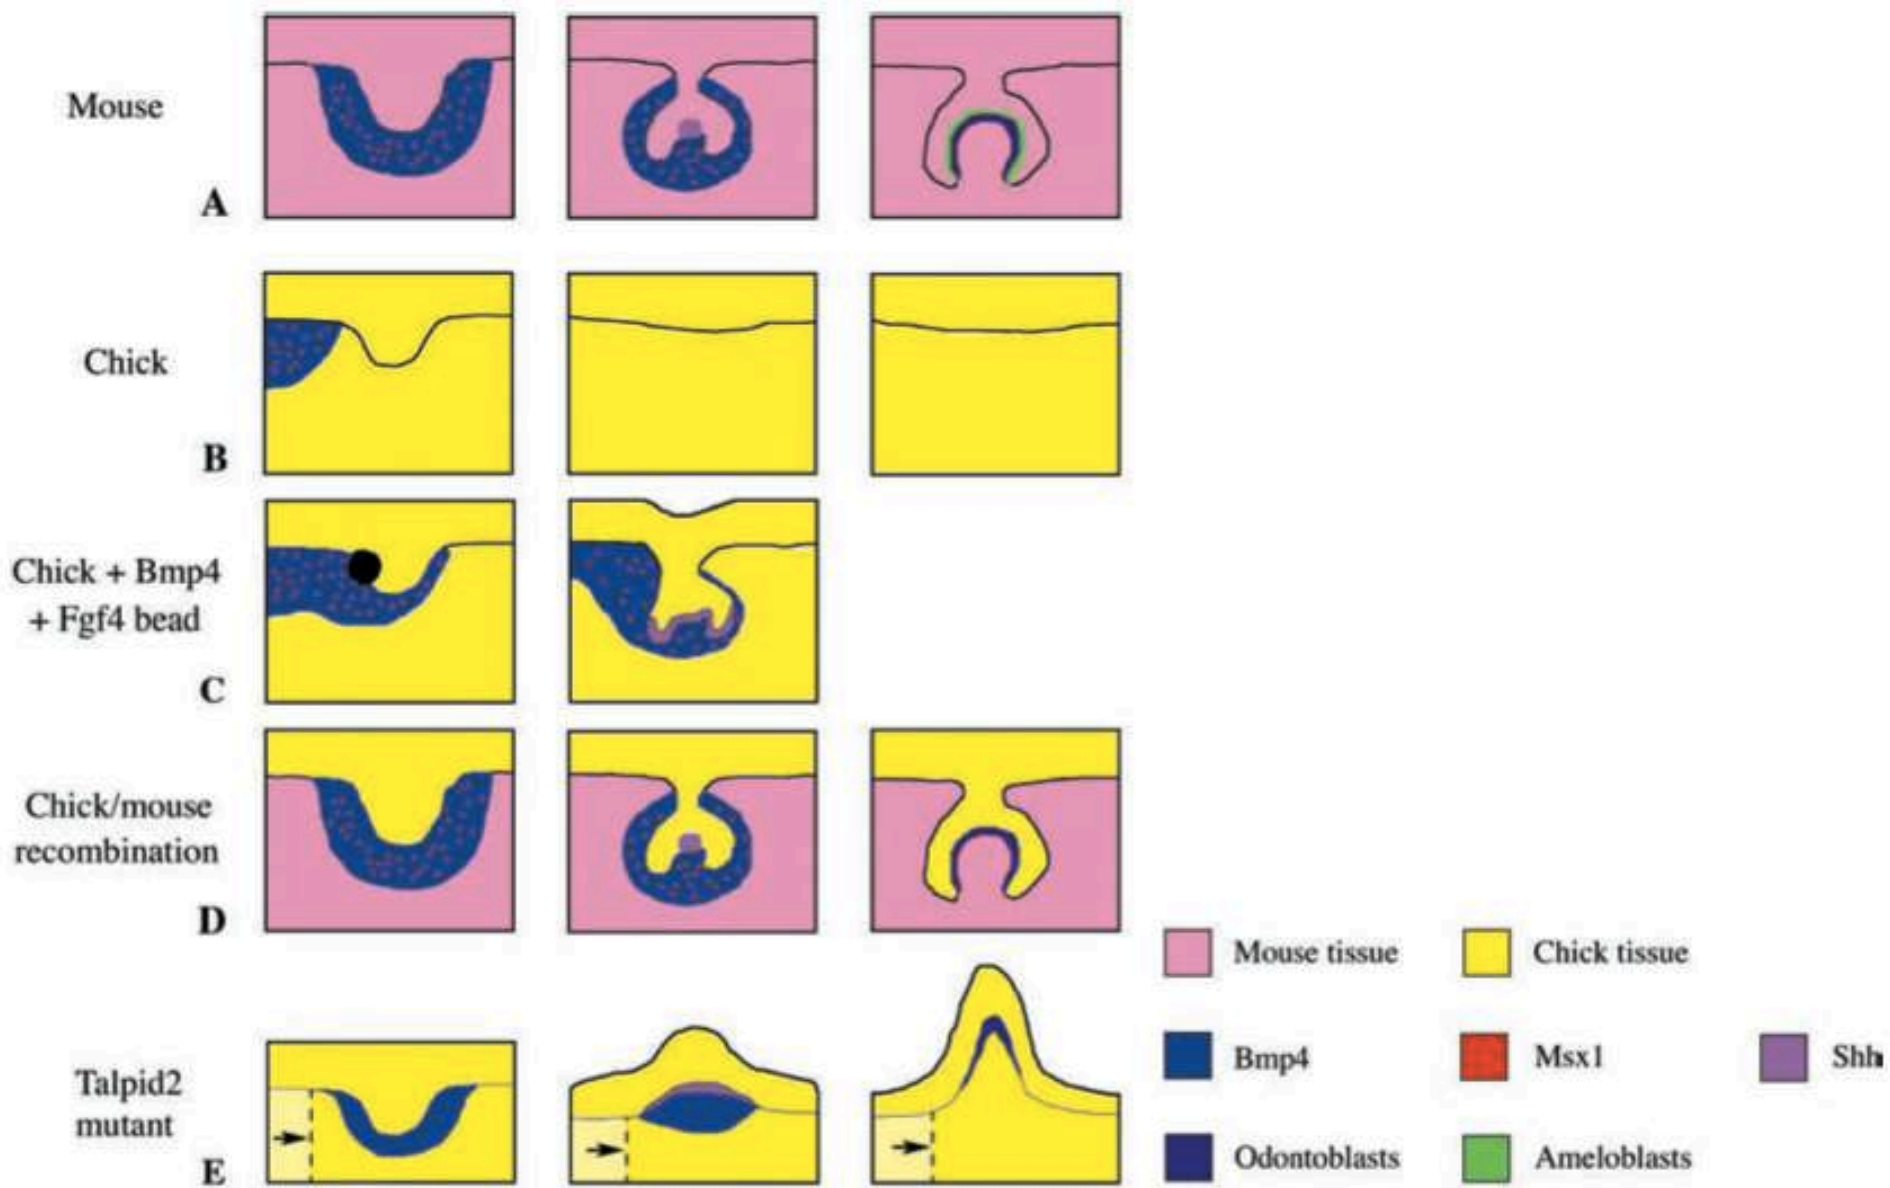 Mouse
A
Chick
B
Chick + Bmp4
+ Fgf4 bead
C
Chick/mouse
recombination
D
Talpid2
mutant
E
Mouse tissue
Chick tissue
Bmp4
Msx1
Shh
Odontoblasts
Ameloblasts